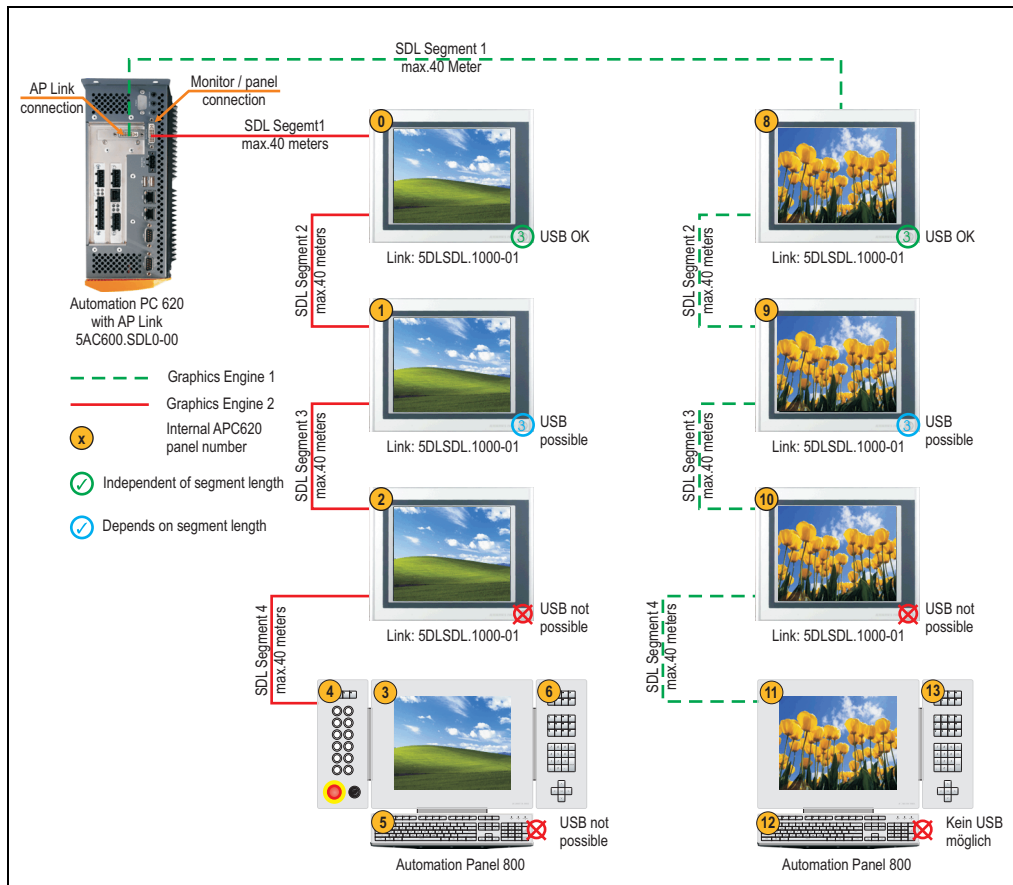 SDL Segment 1
max.40 Meter
AP Link
connection
Monitor / panel
connection
SDL Segemt1
max.40 meters
Automation PC 620
with AP Link
5AC600.SDL0-00
Graphics Engine 1
Graphics Engine 2
x
Internal APC620
panel number
Independent of segment length
Depends on segment length
0
3
USB OK
Link: 5DLSDL.1000-01
SDL Segment 2
max.40 meters
1
3
USB
possible
Link: 5DLSDL.1000-01
SDL Segment 3
max.40 meters
2
USB not
possible
Link: 5DLSDL.1000-01
SDL Segment 4
max.40 meters
4
3
6
5
USB not
possible
Automation Panel 800
8
3
USB OK
Link: 5DLSDL.1000-01
SDL Segment 2
max.40 meters
9
3
USB
possible
Link: 5DLSDL.1000-01
SDL Segment 3
max.40 meters
10
USB not
possible
Link: 5DLSDL.1000-01
SDL Segment 4
max.40 meters
11
13
12
Kein USB
möglich
Automation Panel 800